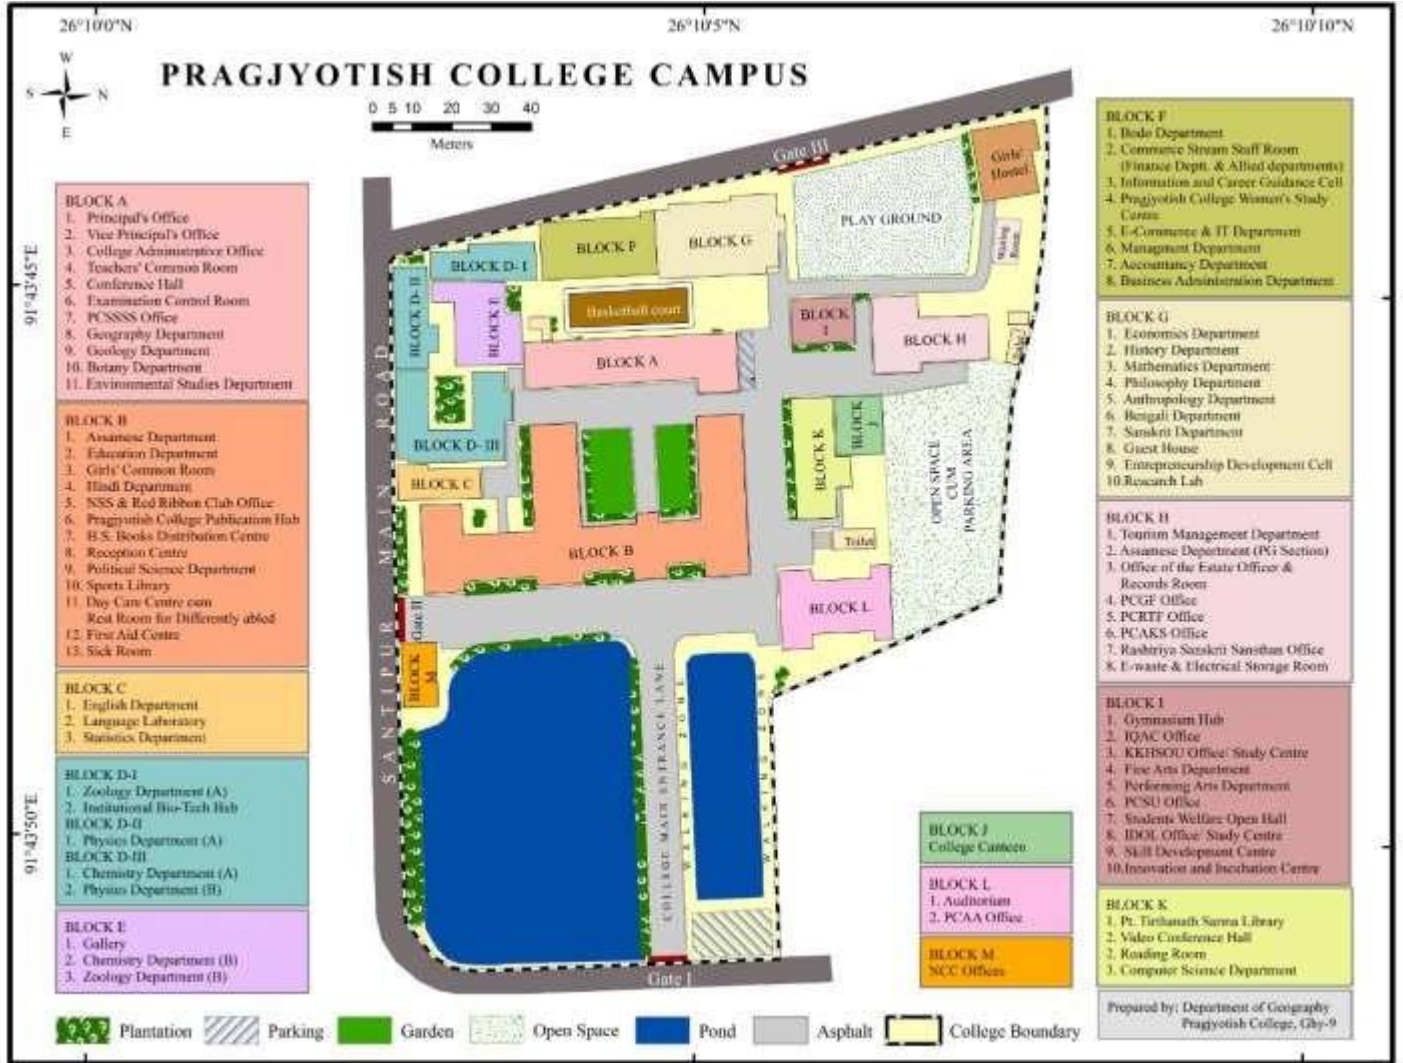 26°10'0"N
26°10'5"N
26°10'10"N
W
S
N
E
PRAGJYOTISH COLLEGE CAMPUS
0 5 10 20 30 40
Meters
91°43'45"E
91°43'50"E
BLOCK A
1. Principal's Office
2. Vice Principal's Office
3. College Administrative Office
4. Teachers' Common Room
5. Conference Hall
6. Examination Control Room
7. PCSSSS Office
8. Geography Department
9. Geology Department
10. Botany Department
11. Environmental Studies Department
BLOCK B
1. Assamese Department
2. Education Department
3. Girls' Common Room
4. Hindi Department
5. NSS & Red Ribbon Club Office
6. Pragjyotish College Publication Hub
7. H.S. Books Distribution Centre
8. Reception Centre
9. Political Science Department
10. Sports Library
11. Day Care Centre cum
Rest Room for Differently abled
12. First Aid Centre
13. Sick Room
BLOCK C
1. English Department
2. Language Laboratory
3. Statistics Department
BLOCK D-I
1. Zoology Department (A)
2. Institutional Bio-Tech Hub
BLOCK D-II
1. Physics Department (A)
BLOCK D-III
1. Chemistry Department (A)
2. Physics Department (B)
BLOCK E
1. Gallery
2. Chemistry Department (B)
3. Zoology Department (B)
Gate III
Girls'
Hostel
PLAY GROUND
Waiting
Room
BLOCK F
BLOCK G
BLOCK D- I
BLOCK D- II
BLOCK E
Basketball court
BLOCK
I
BLOCK H
Toilet
BLOCK A
BLOCK D- III
BLOCK C
BLOCK K
BLOCK
J
OPEN SPACE
CUM
PARKING AREA
BLOCK B
Toilet
BLOCK L
Gate II
BLOCK
M
SANTIPUR MAIN ROAD
COLLEGE MAIN ENTRANCE LANE
WALKING ZONE
WALKING ZONE
Gate I
BLOCK F
1. Bodo Department
2. Commerce Stream Staff Room
(Finance Deptt. & Allied departments)
3. Information and Career Guidance Cell
4. Pragjyotish College Women's Study
Centre
5. E-Commerce & IT Department
6. Managment Department
7. Accountancy Department
8. Business Administration Department
BLOCK G
1. Economics Department
2. History Department
3. Mathematics Department
4. Philosophy Department
5. Anthropology Department
6. Bengali Department
7. Sanskrit Department
8. Guest House
9. Entrepreneurship Development Cell
10.Research Lab
BLOCK H
1. Tourism Management Department
2. Assamese Department (PG Section)
3. Office of the Estate Officer &
Records Room
4. PCGF Office
5. PCRTF Office
6. PCAKS Office
7. Rashtriya Sanskrit Sansthan Office
8. E-waste & Electrical Storage Room
BLOCK I
1. Gymnasium Hub
2. IQAC Office
3. KKHSOU Office/ Study Centre
4. Fine Arts Department
5. Performing Arts Department
6. PCSU Office
7. Students Welfare Open Hall
8. IDOL Office/ Study Centre
9. Skill Development Centre
10.Innovation and Incubation Centre
BLOCK J
College Canteen
BLOCK L
1. Auditorium
2. PCAA Office
BLOCK M
NCC Offices
BLOCK K
1. Pt. Tirthanath Sarma Library
2. Video Conference Hall
2. Reading Room
3. Computer Science Department
Prepared by: Department of Geography
Pragjyotish College, Ghy-9
Plantation
Parking
Garden
Open Space
Pond
Asphalt
College Boundary